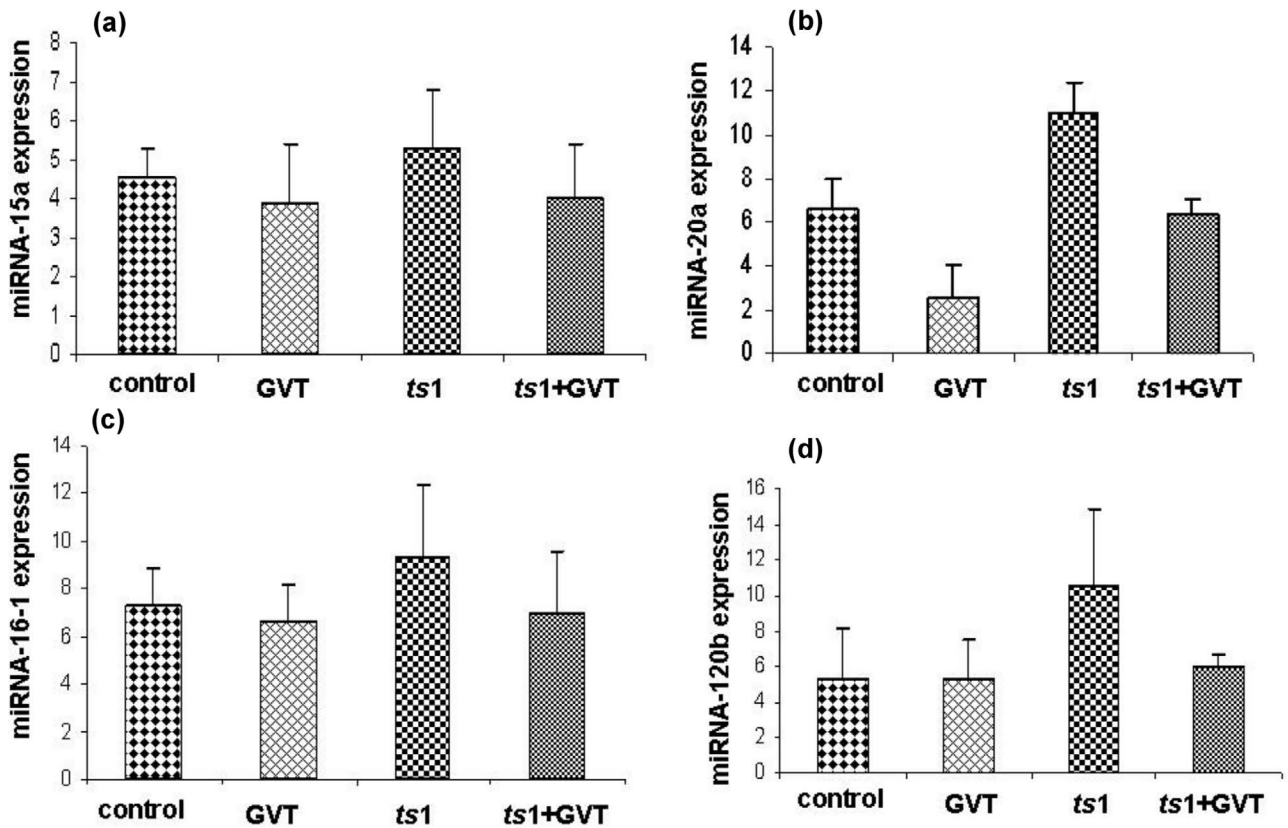 (a)
miRNA-15a expression
8
7
6
5
4
3
2
1
0
control GVT ts1 ts1+GVT
(b)
miRNA-20a expression
14
12
10
8
6
4
2
0
control GVT ts1 ts1+GVT
(c)
miRNA-16-1 expression
14
12
10
8
6
4
2
0
control GVT ts1 ts1+GVT
(d)
miRNA-120b expression
16
14
12
10
8
6
4
2
0
control GVT ts1 ts1+GVT